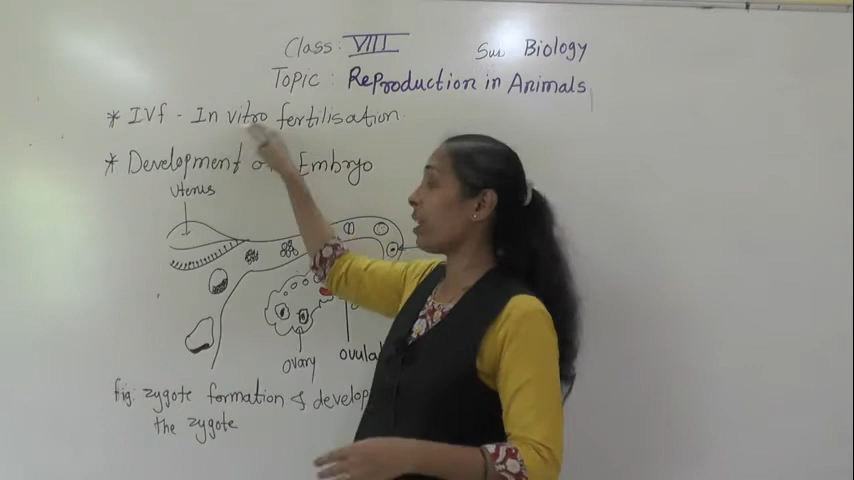 Class: VIII Sub Biology
Topic: Reproduction in Animals
* IVf - In vitro fertilisation.
* Development Embryo
Uterus
ovary
fig: zygote formation & develop
the zygote